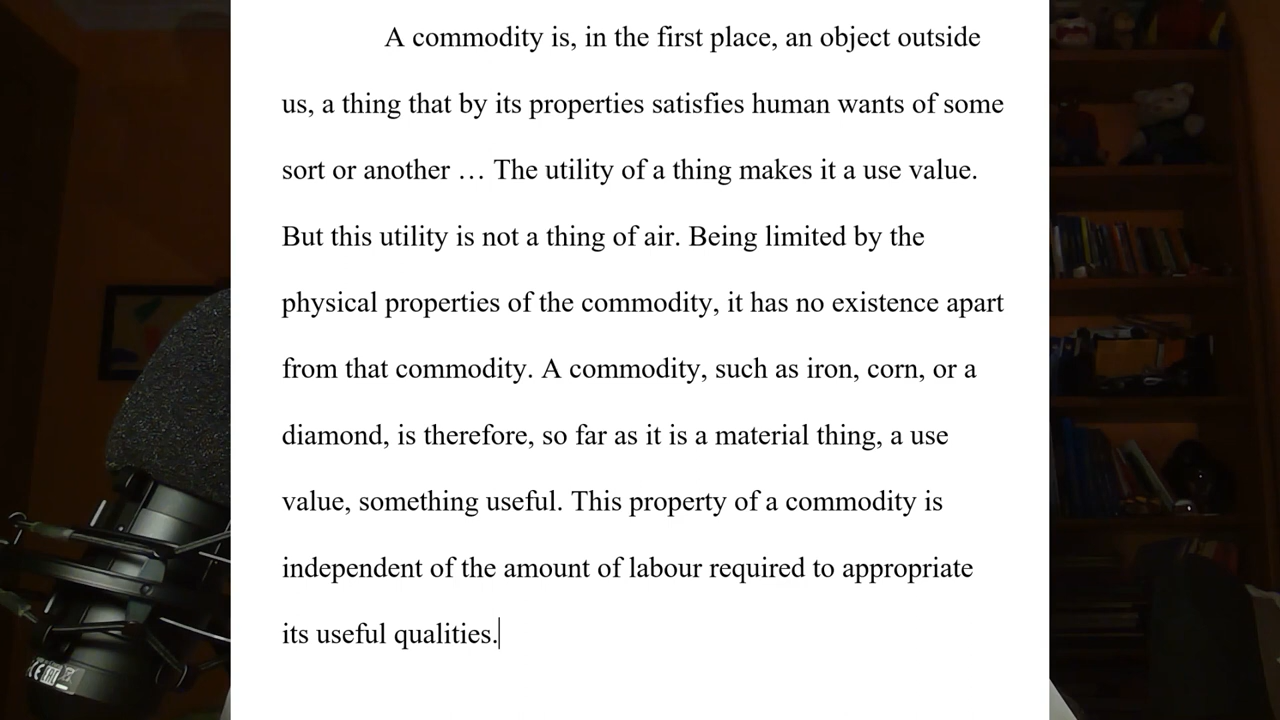 A commodity is, in the first place, an object outside
us, a thing that by its properties satisfies human wants of some
sort or another … The utility of a thing makes it a use value.
But this utility is not a thing of air. Being limited by the
physical properties of the commodity, it has no existence apart
from that commodity. A commodity, such as iron, corn, or a
diamond, is therefore, so far as it is a material thing, a use
value, something useful. This property of a commodity is
independent of the amount of labour required to appropriate
its useful qualities.